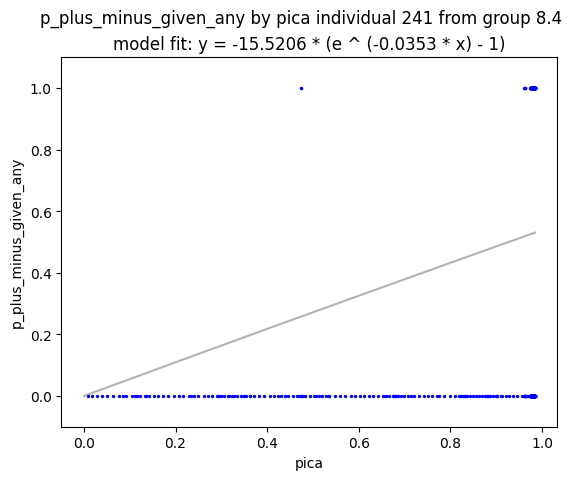 p_plus_minus_given_any by pica individual 241 from group 8.4
model fit: y = -15.5206 * (e ^ (-0.0353 * x) - 1)
1.0
0.8
0.6
0.4
0.2
0.0
p_plus_minus_given_any
0.0 0.2 0.4 0.6 0.8 1.0
pica